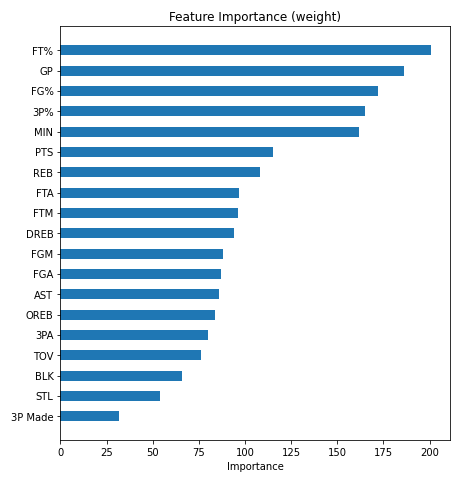 Feature Importance (weight)
FT%
GP
FG%
3P%
MIN
PTS
REB
FTA
FTM
DREB
FGM
FGA
AST
OREB
3PA
TOV
BLK
STL
3P Made
0 25 50 75 100 125 150 175 200
Importance